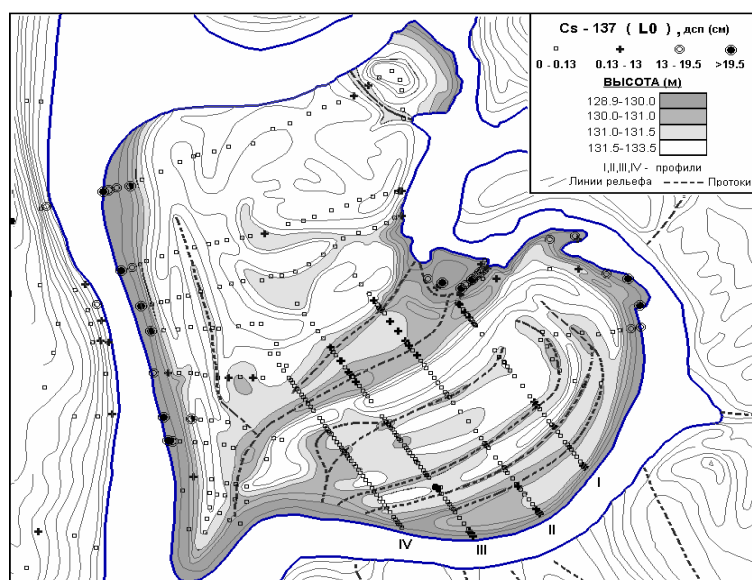 Cs - 137 ( L0 ) , дсп (см)
0 - 0.13 0.13 - 13 13 - 19.5 >19.5
ВЫСОТА (м)
128.9-130.0
130.0-131.0
131.0-131.5
131.5-133.5
I,II,III,IV - профили
Линии рельефа Протоки
I
II
III
IV